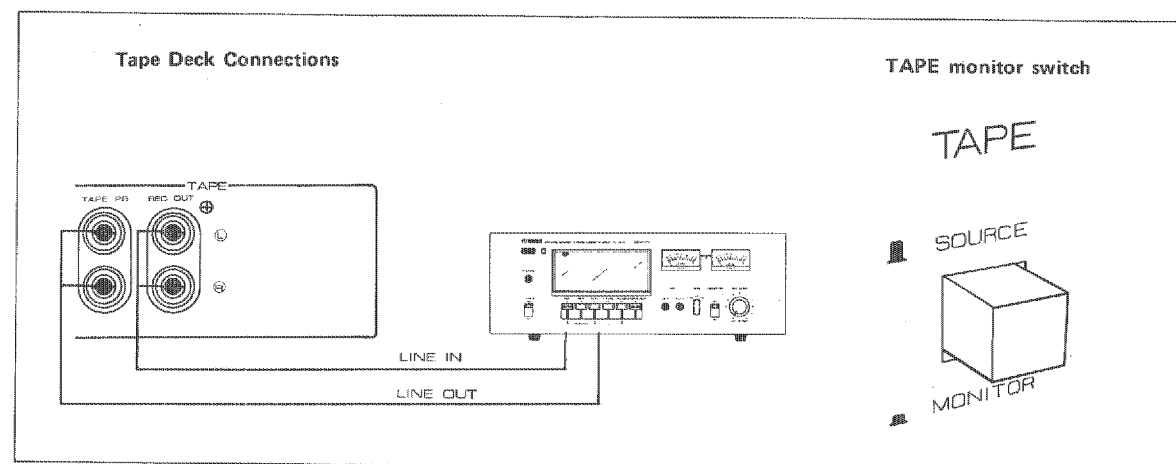 Tape Deck Connections
TAPE monitor switch
TAPE
TAPE
TAPE PB
REC OUT
L
R
SOURCE
LINE IN
LINE OUT
MONITOR